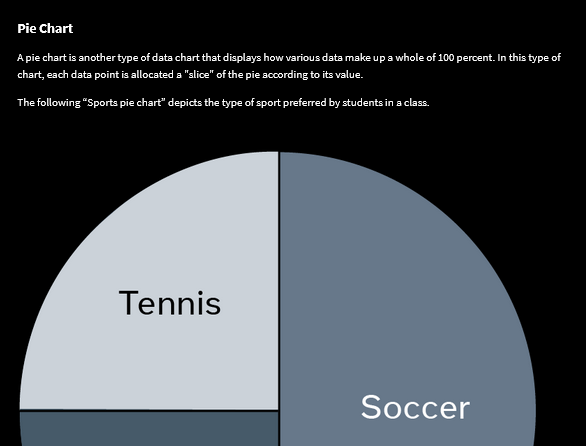 Pie Chart
A pie chart is another type of data chart that displays how various data make up a whole of 100 percent. In this type of
chart, each data point is allocated a "slice" of the pie according to its value.
The following “Sports pie chart” depicts the type of sport preferred by students in a class.
Tennis
Soccer